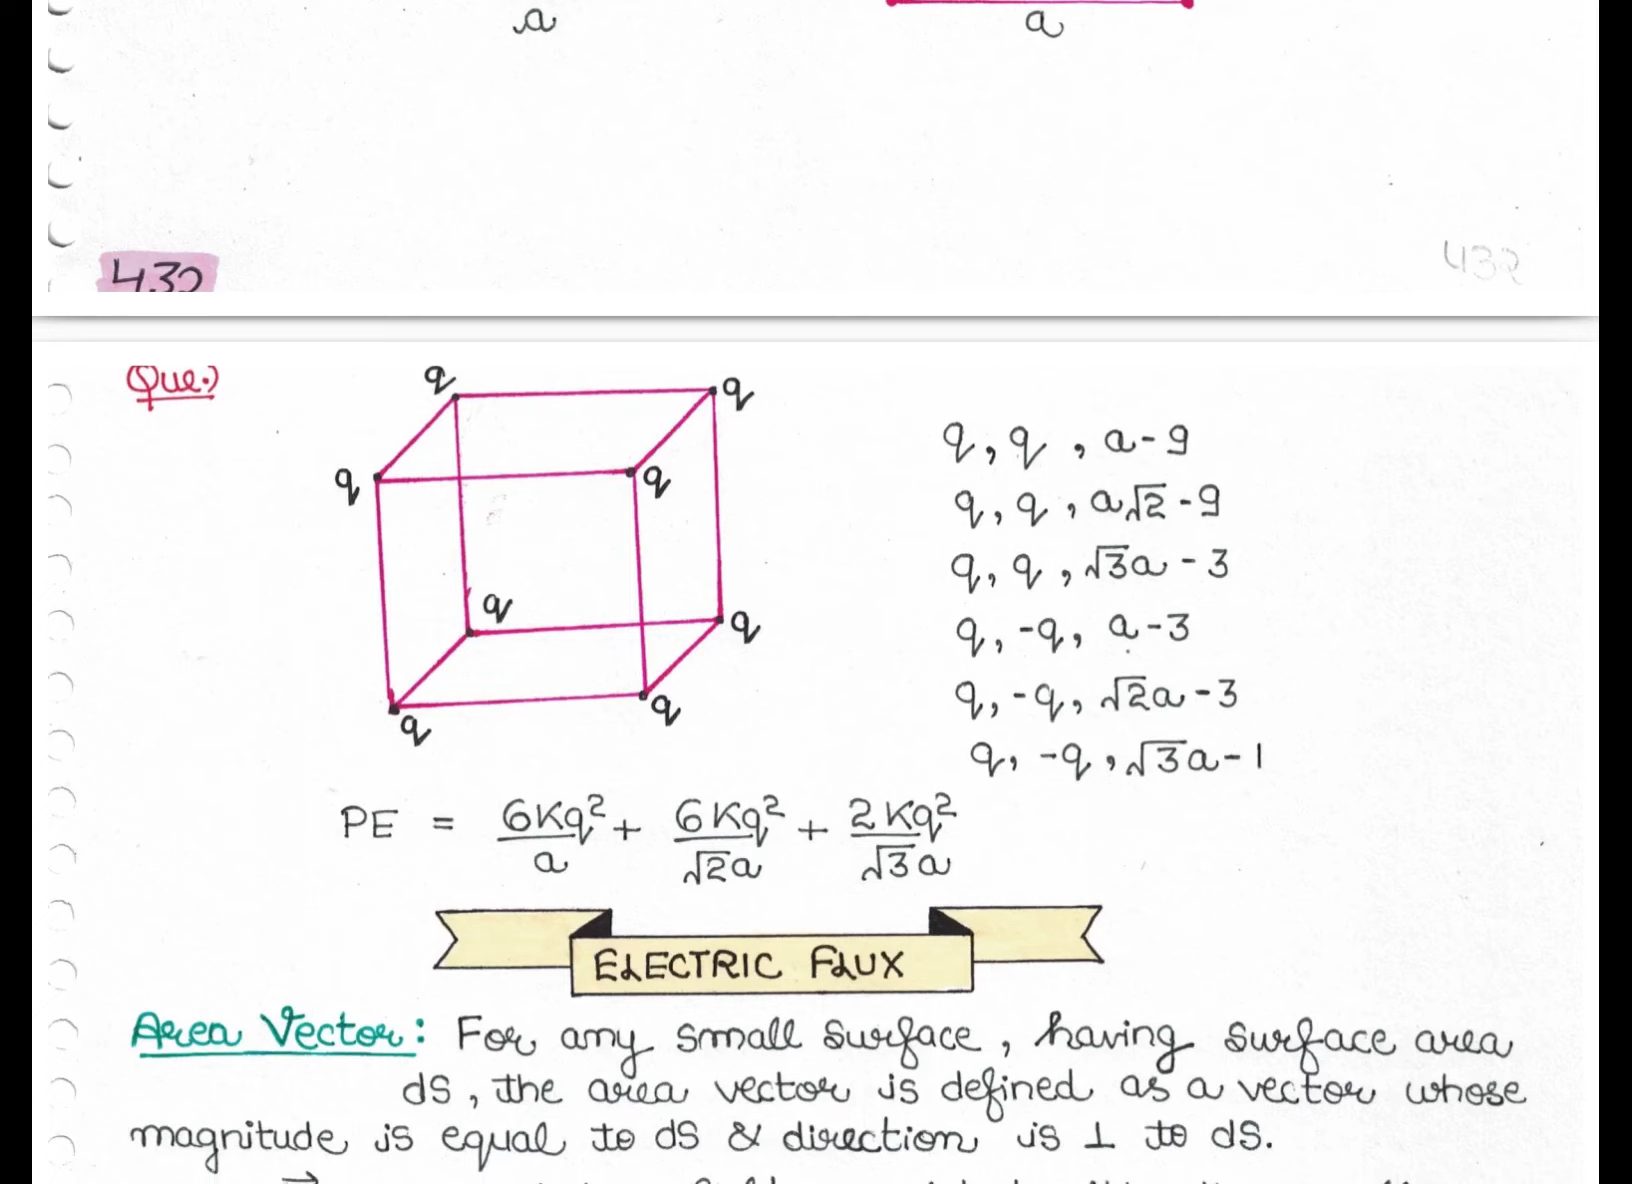 a a
432
432
(Que.)
q q
q q
q q
q q
q, q, a - 9
q, q, a√2 - 9
q, q, √3a - 3
q, -q, a - 3
q, -q, √2a - 3
q, -q, √3a - 1
PE = 6Kq²/a + 6Kq²/√2a + 2Kq²/√3a
ELECTRIC FLUX
Area Vector: For any small surface, having surface area
ds, the area vector is defined as a vector whose
magnitude is equal to ds & direction is ⊥ to ds.